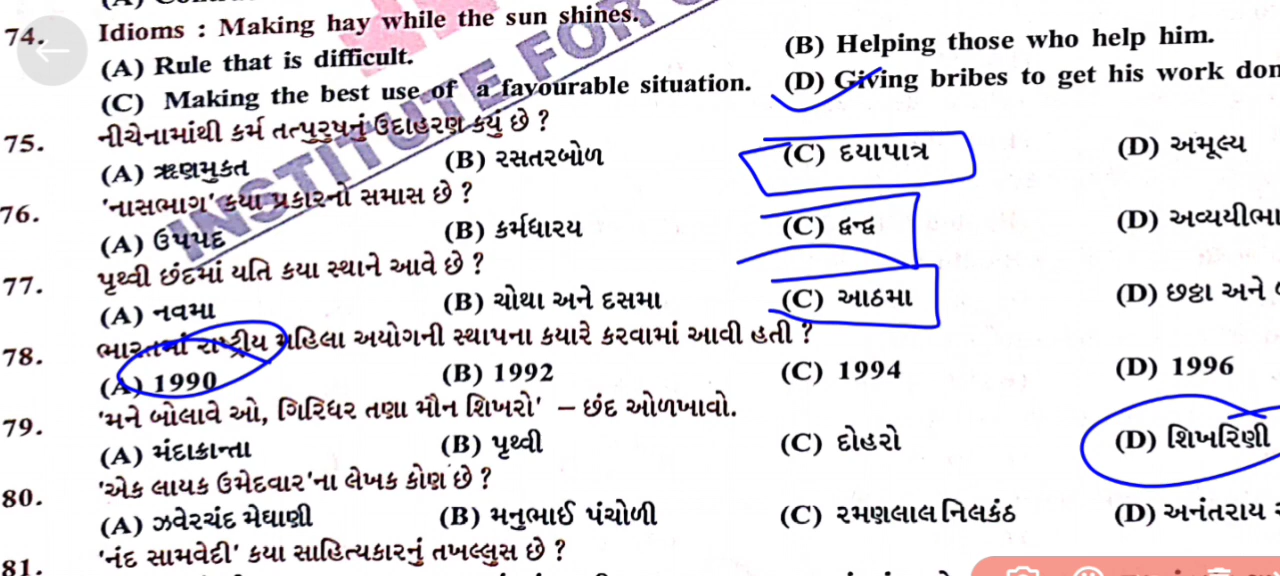 74. Idioms : Making hay while the sun shines.
(A) Rule that is difficult. (B) Helping those who help him.
(C) Making the best use of a favourable situation. (D) Giving bribes to get his work don
75. નીચેનામાંથી કર્મ તત્પુરુષનું ઉદાહરણ કયું છે ?
(A) ઋણમુકત (B) રસતરબોળ (C) દયાપાત્ર (D) અમૂલ્ય
76. 'નાસભાગ' કયા પ્રકારનો સમાસ છે ?
(A) ઉપપદ (B) કર્મધારય (C) દ્વન્દ્વ (D) અવ્યયીભા
77. પૃથ્વી છંદમાં યતિ કયા સ્થાને આવે છે ?
(A) નવમા (B) ચોથા અને દસમા (C) આઠમા (D) છઠ્ઠા અને
78. ભારતમાં રાષ્ટ્રીય મહિલા અયોગની સ્થાપના કયારે કરવામાં આવી હતી ?
(A) 1990 (B) 1992 (C) 1994 (D) 1996
79. 'મને બોલાવે ઓ, ગિરિધર તણા મૌન શિખરો' – છંદ ઓળખાવો.
(A) મંદાક્રાન્તા (B) પૃથ્વી (C) દોહરો (D) શિખરિણી
80. 'એક લાયક ઉમેદવાર'ના લેખક કોણ છે ?
(A) ઝવેરચંદ મેઘાણી (B) મનુભાઈ પંચોળી (C) રમણલાલ નિલકંઠ (D) અનંતરાય
81. 'નંદ સામવેદી' કયા સાહિત્યકારનું તખલ્લુસ છે ?
INSTITUTE FOR